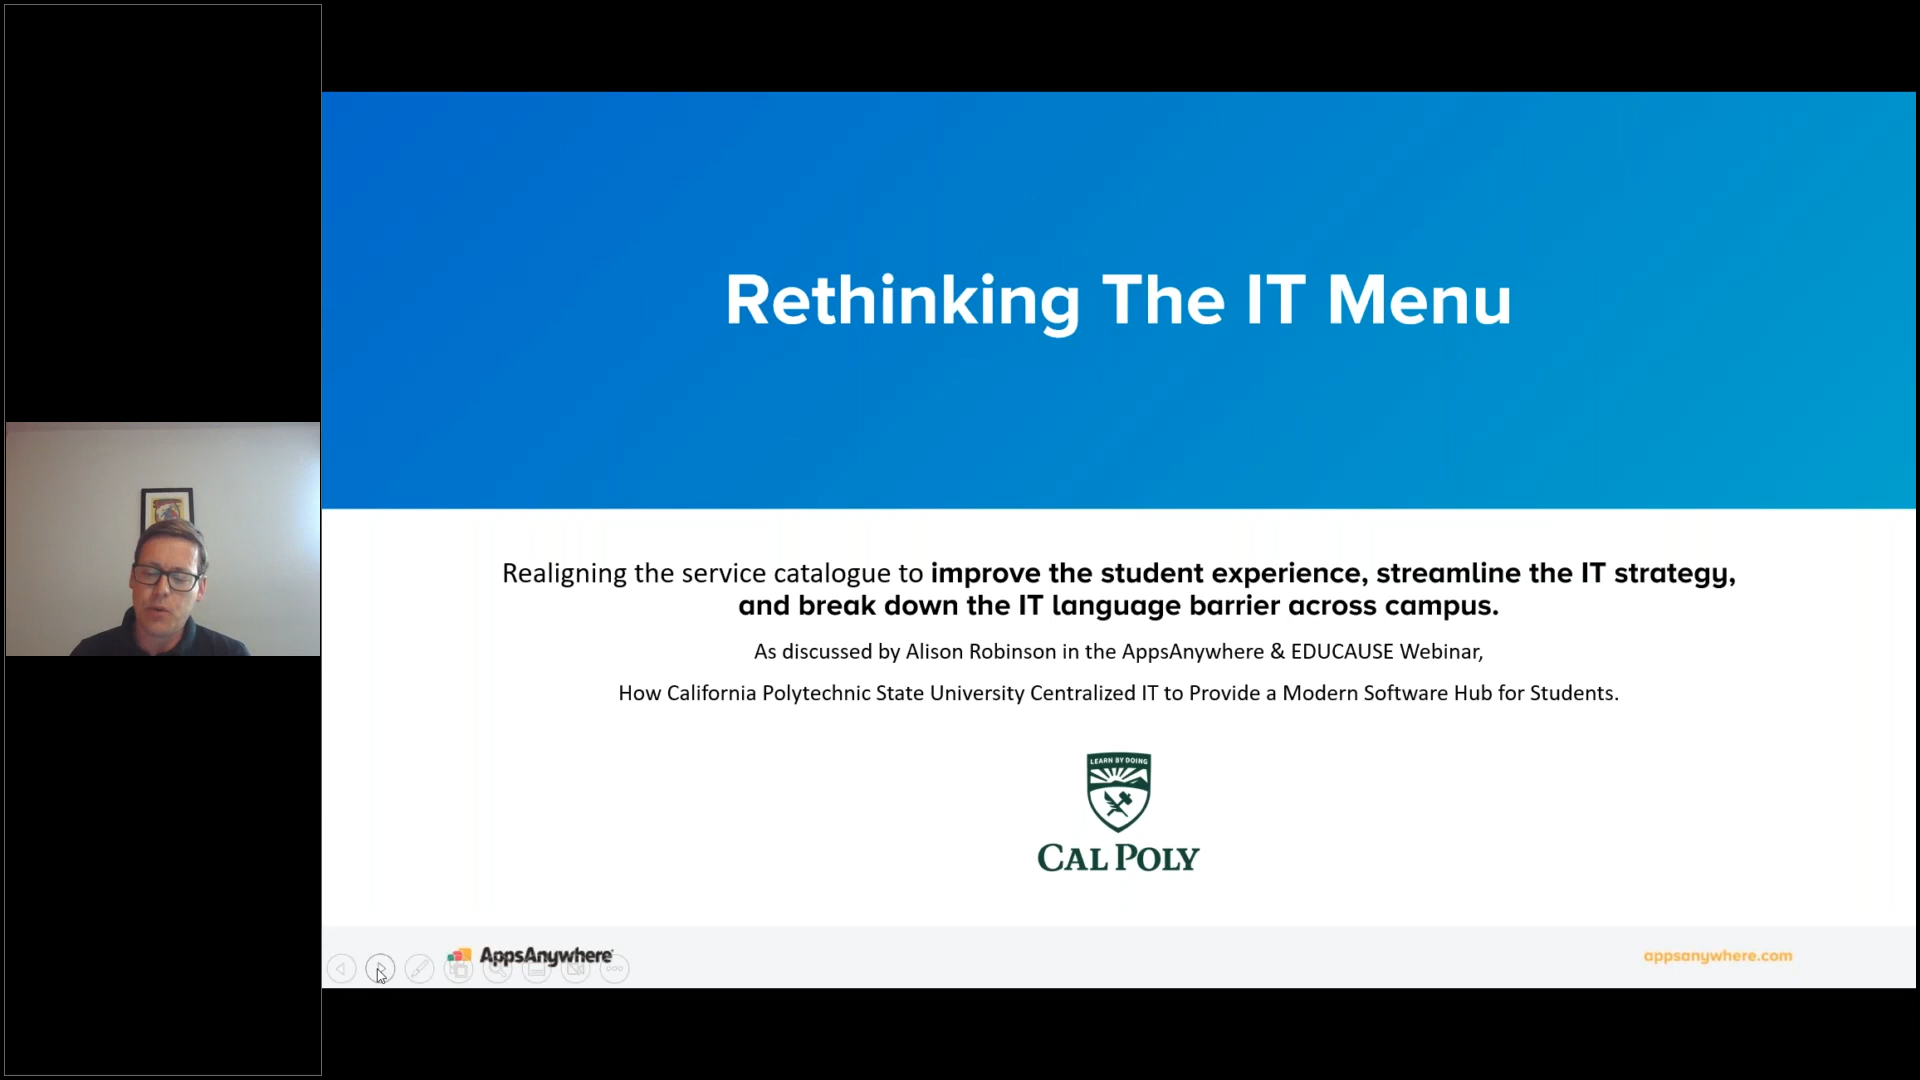 Rethinking The IT Menu
Realigning the service catalogue to improve the student experience, streamline the IT strategy,
and break down the IT language barrier across campus.
As discussed by Alison Robinson in the AppsAnywhere & EDUCAUSE Webinar,
How California Polytechnic State University Centralized IT to Provide a Modern Software Hub for Students.
LEARN BY DOING
CAL POLY
AppsAnywhere
appsanywhere.com